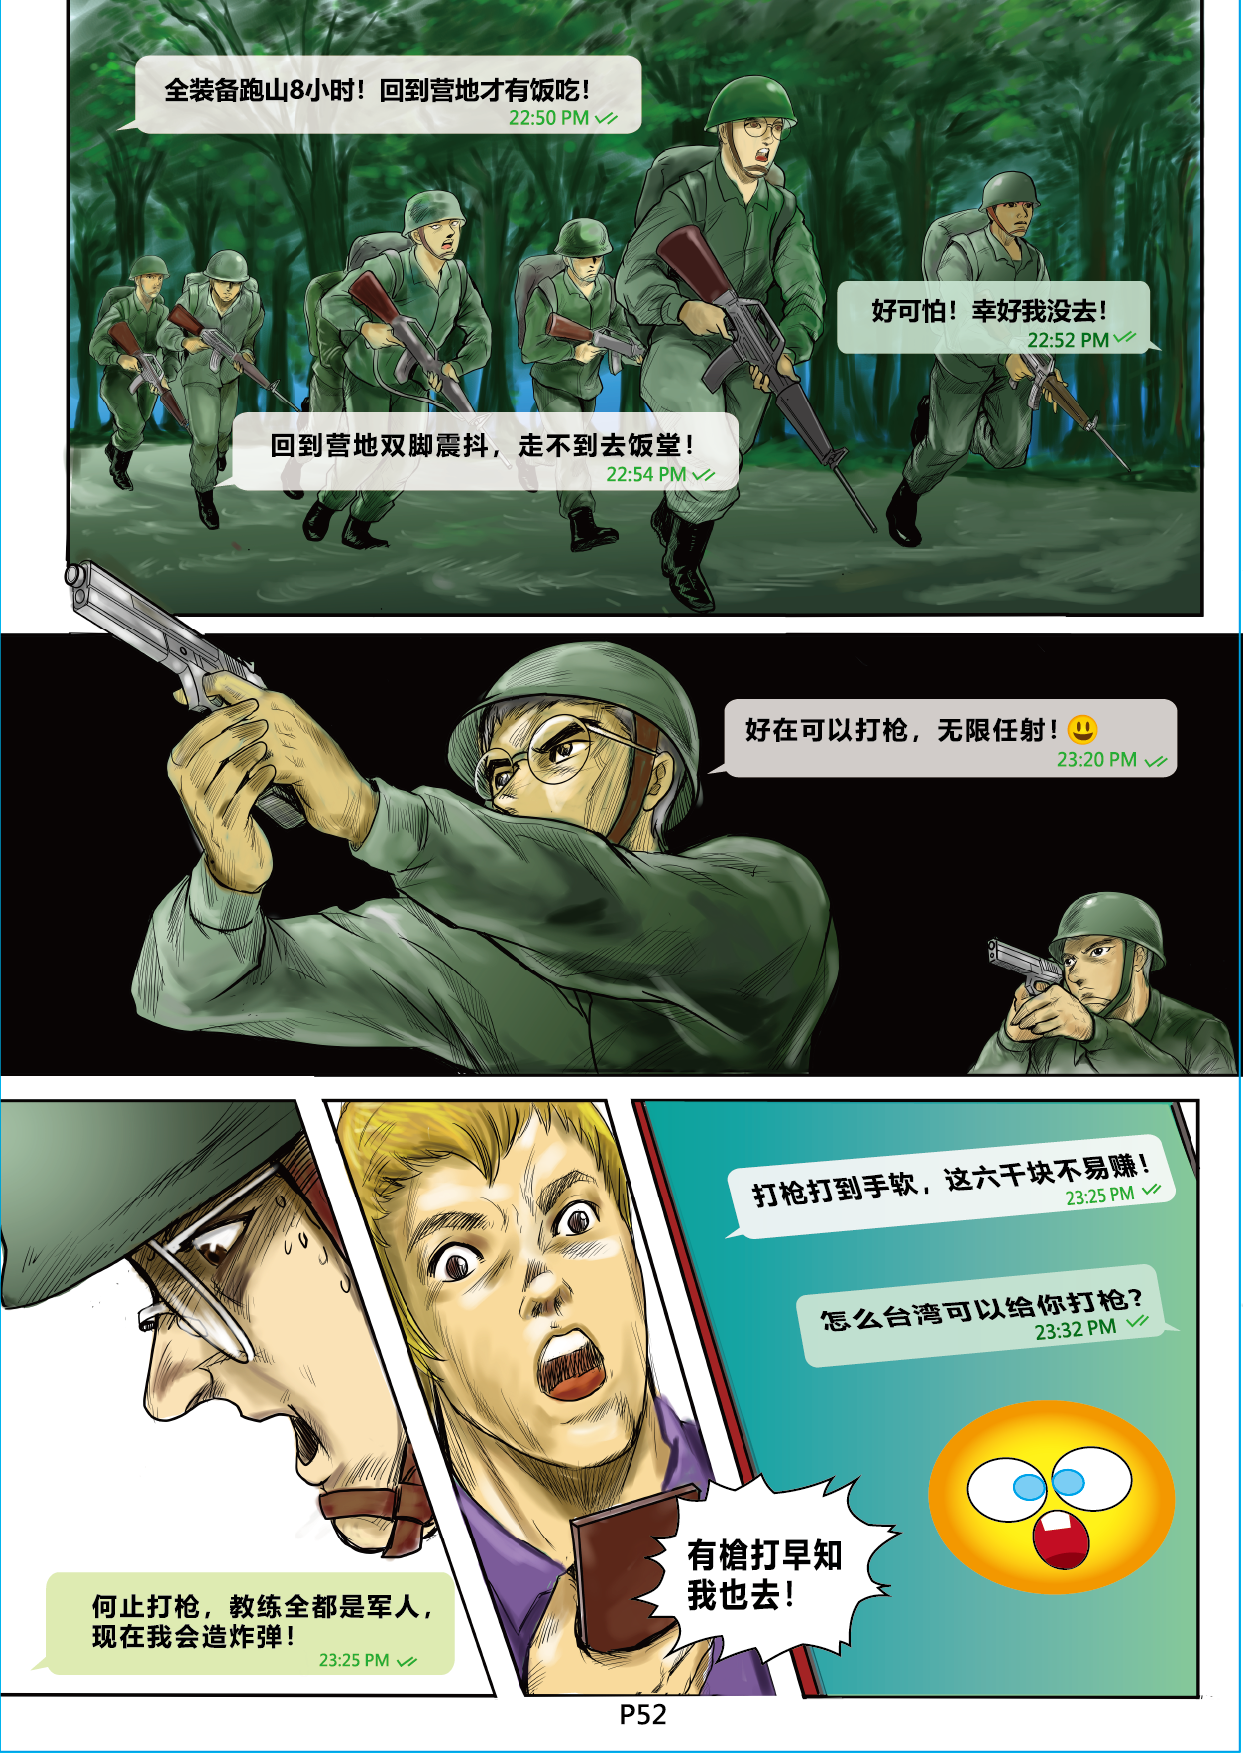 全装备跑山8小时！回到营地才有饭吃！
22:50 PM
好可怕！幸好我没去！
22:52 PM
回到营地双脚震抖，走不到去饭堂！
22:54 PM
好在可以打枪，无限任射！😃
23:20 PM
打枪打到手软，这六千块不易赚！
23:25 PM
怎么台湾可以给你打枪？
23:32 PM
有槍打早知
我也去！
何止打枪，教练全都是军人，
现在我会造炸弹！
23:25 PM
P52